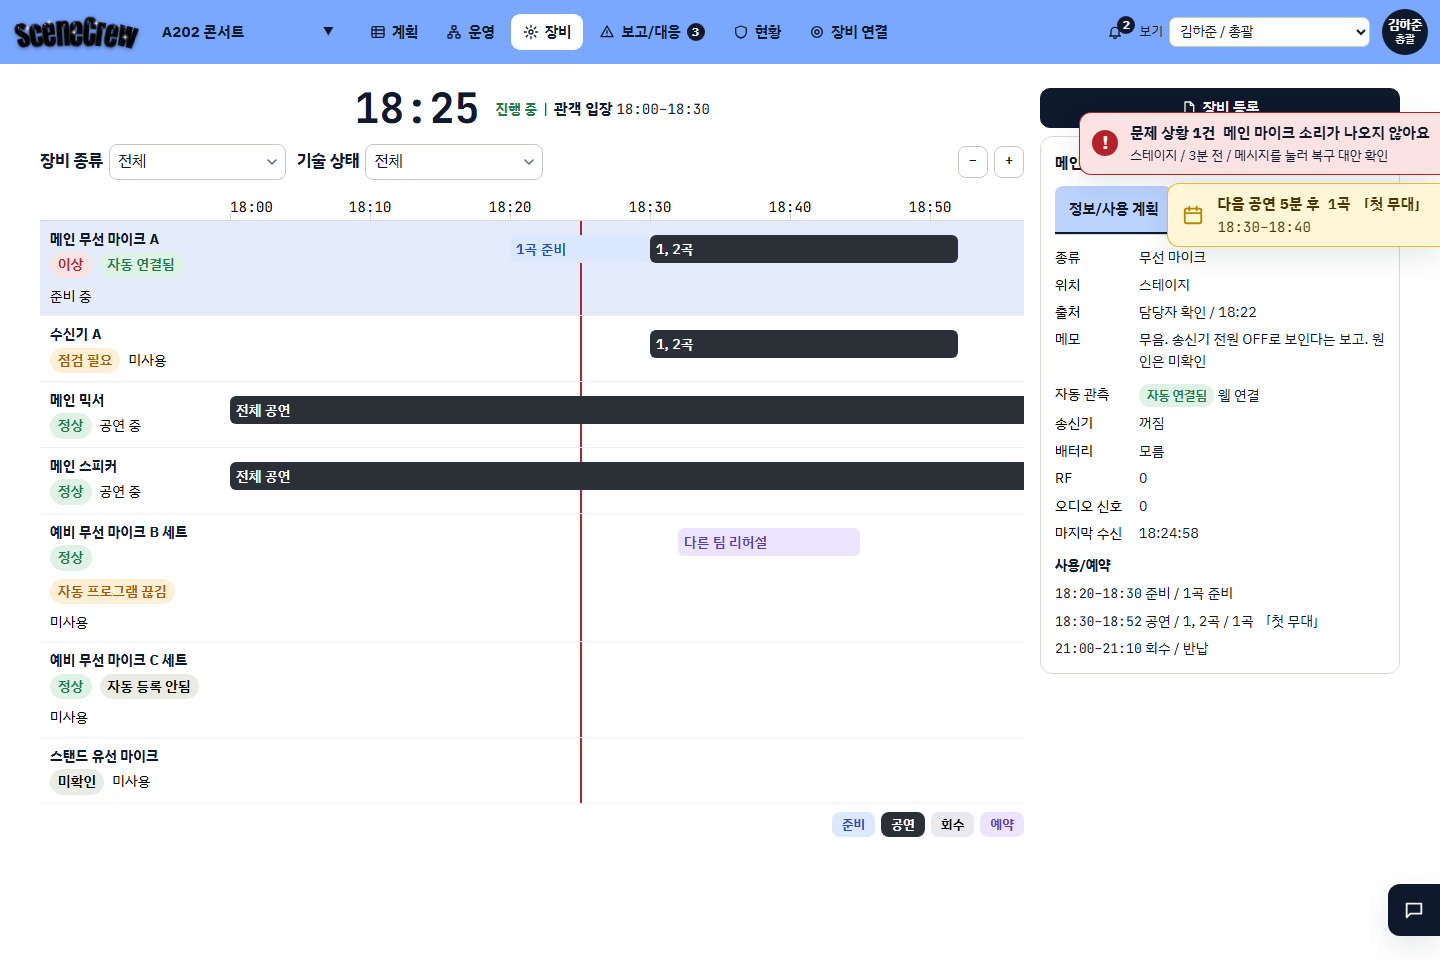 SceneCrew
A202 콘서트 ▼
계획
운영
장비
보고/대응 3
현황
장비 연결
2
보기
김하준 / 총괄
김하준
총괄
18:25 진행 중 | 관객 입장 18:00–18:30
장비 종류 전체 기술 상태 전체
− +
18:00 18:10 18:20 18:30 18:40 18:50
메인 무선 마이크 A
이상 자동 연결됨
준비 중
1곡 준비
1, 2곡
수신기 A
점검 필요 미사용
1, 2곡
메인 믹서
정상 공연 중
전체 공연
메인 스피커
정상 공연 중
전체 공연
예비 무선 마이크 B 세트
정상
자동 프로그램 끊김
미사용
다른 팀 리허설
예비 무선 마이크 C 세트
정상 자동 등록 안됨
미사용
스탠드 유선 마이크
미확인 미사용
준비 공연 회수 예약
장비 등록
문제 상황 1건 메인 마이크 소리가 나오지 않아요
스테이지 / 3분 전 / 메시지를 눌러 복구 대안 확인
다음 공연 5분 후 1곡 「첫 무대」
18:30–18:40
메인
정보/사용 계획
종류 무선 마이크
위치 스테이지
출처 담당자 확인 / 18:22
메모 무음. 송신기 전원 OFF로 보인다는 보고. 원
인은 미확인
자동 관측 자동 연결됨 웹 연결
송신기 꺼짐
배터리 모름
RF 0
오디오 신호 0
마지막 수신 18:24:58
사용/예약
18:20–18:30 준비 / 1곡 준비
18:30–18:52 공연 / 1, 2곡 / 1곡 「첫 무대」
21:00–21:10 회수 / 반납